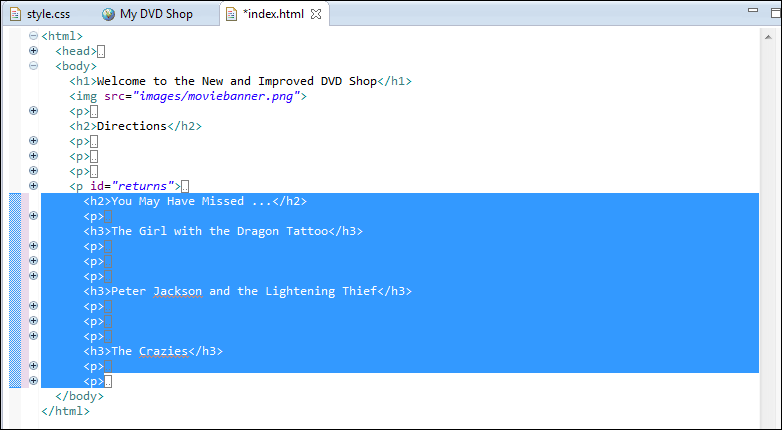 style.css My DVD Shop *index.html
<html>
<head>..
<body>
<h1>Welcome to the New and Improved DVD Shop</h1>
<img src="images/moviebanner.png">
<p>..
<h2>Directions</h2>
<p>..
<p>..
<p>..
<p id="returns">..
<h2>You May Have Missed ...</h2>
<p>
<h3>The Girl with the Dragon Tattoo</h3>
<p>
<p>
<p>
<h3>Peter Jackson and the Lightening Thief</h3>
<p>
<p>
<p>
<h3>The Crazies</h3>
<p>
<p>..
</body>
</html>